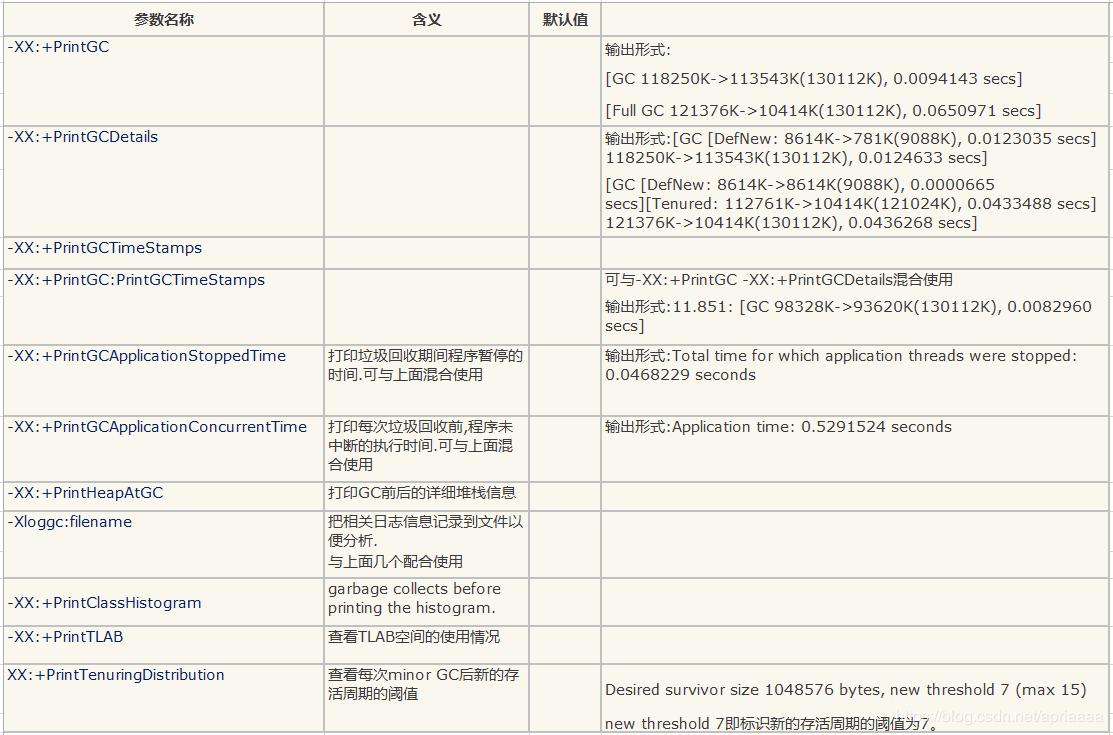 参数名称 含义 默认值
-XX:+PrintGC
输出形式:
[GC 118250K->113543K(130112K), 0.0094143 secs]
[Full GC 121376K->10414K(130112K), 0.0650971 secs]
-XX:+PrintGCDetails
输出形式:[GC [DefNew: 8614K->781K(9088K), 0.0123035 secs]
118250K->113543K(130112K), 0.0124633 secs]
[GC [DefNew: 8614K->8614K(9088K), 0.0000665
secs][Tenured: 112761K->10414K(121024K), 0.0433488 secs]
121376K->10414K(130112K), 0.0436268 secs]
-XX:+PrintGCTimeStamps
-XX:+PrintGC:PrintGCTimeStamps
可与-XX:+PrintGC -XX:+PrintGCDetails混合使用
输出形式:11.851: [GC 98328K->93620K(130112K), 0.0082960
secs]
-XX:+PrintGCApplicationStoppedTime
打印垃圾回收期间程序暂停的
时间.可与上面混合使用
输出形式:Total time for which application threads were stopped:
0.0468229 seconds
-XX:+PrintGCApplicationConcurrentTime
打印每次垃圾回收前,程序未
中断的执行时间.可与上面混
合使用
输出形式:Application time: 0.5291524 seconds
-XX:+PrintHeapAtGC
打印GC前后的详细堆栈信息
-Xloggc:filename
把相关日志信息记录到文件以
便分析.
与上面几个配合使用
-XX:+PrintClassHistogram
garbage collects before
printing the histogram.
-XX:+PrintTLAB
查看TLAB空间的使用情况
XX:+PrintTenuringDistribution
查看每次minor GC后新的存
活周期的阈值
Desired survivor size 1048576 bytes, new threshold 7 (max 15)
new threshold 7即标识新的存活周期的阈值为7。
https://blog.csdn.net/apriaaaa